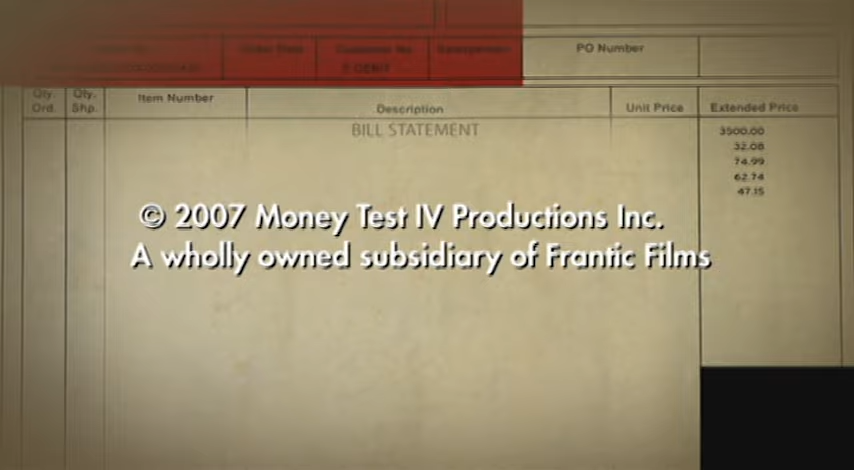 PO Number
Qty. Qty. Item Number Description Unit Price Extended Price
Ord. Shp.
BILL STATEMENT
3500.00
32.08
74.99
62.74
47.15
© 2007 Money Test IV Productions Inc.
A wholly owned subsidiary of Frantic Films